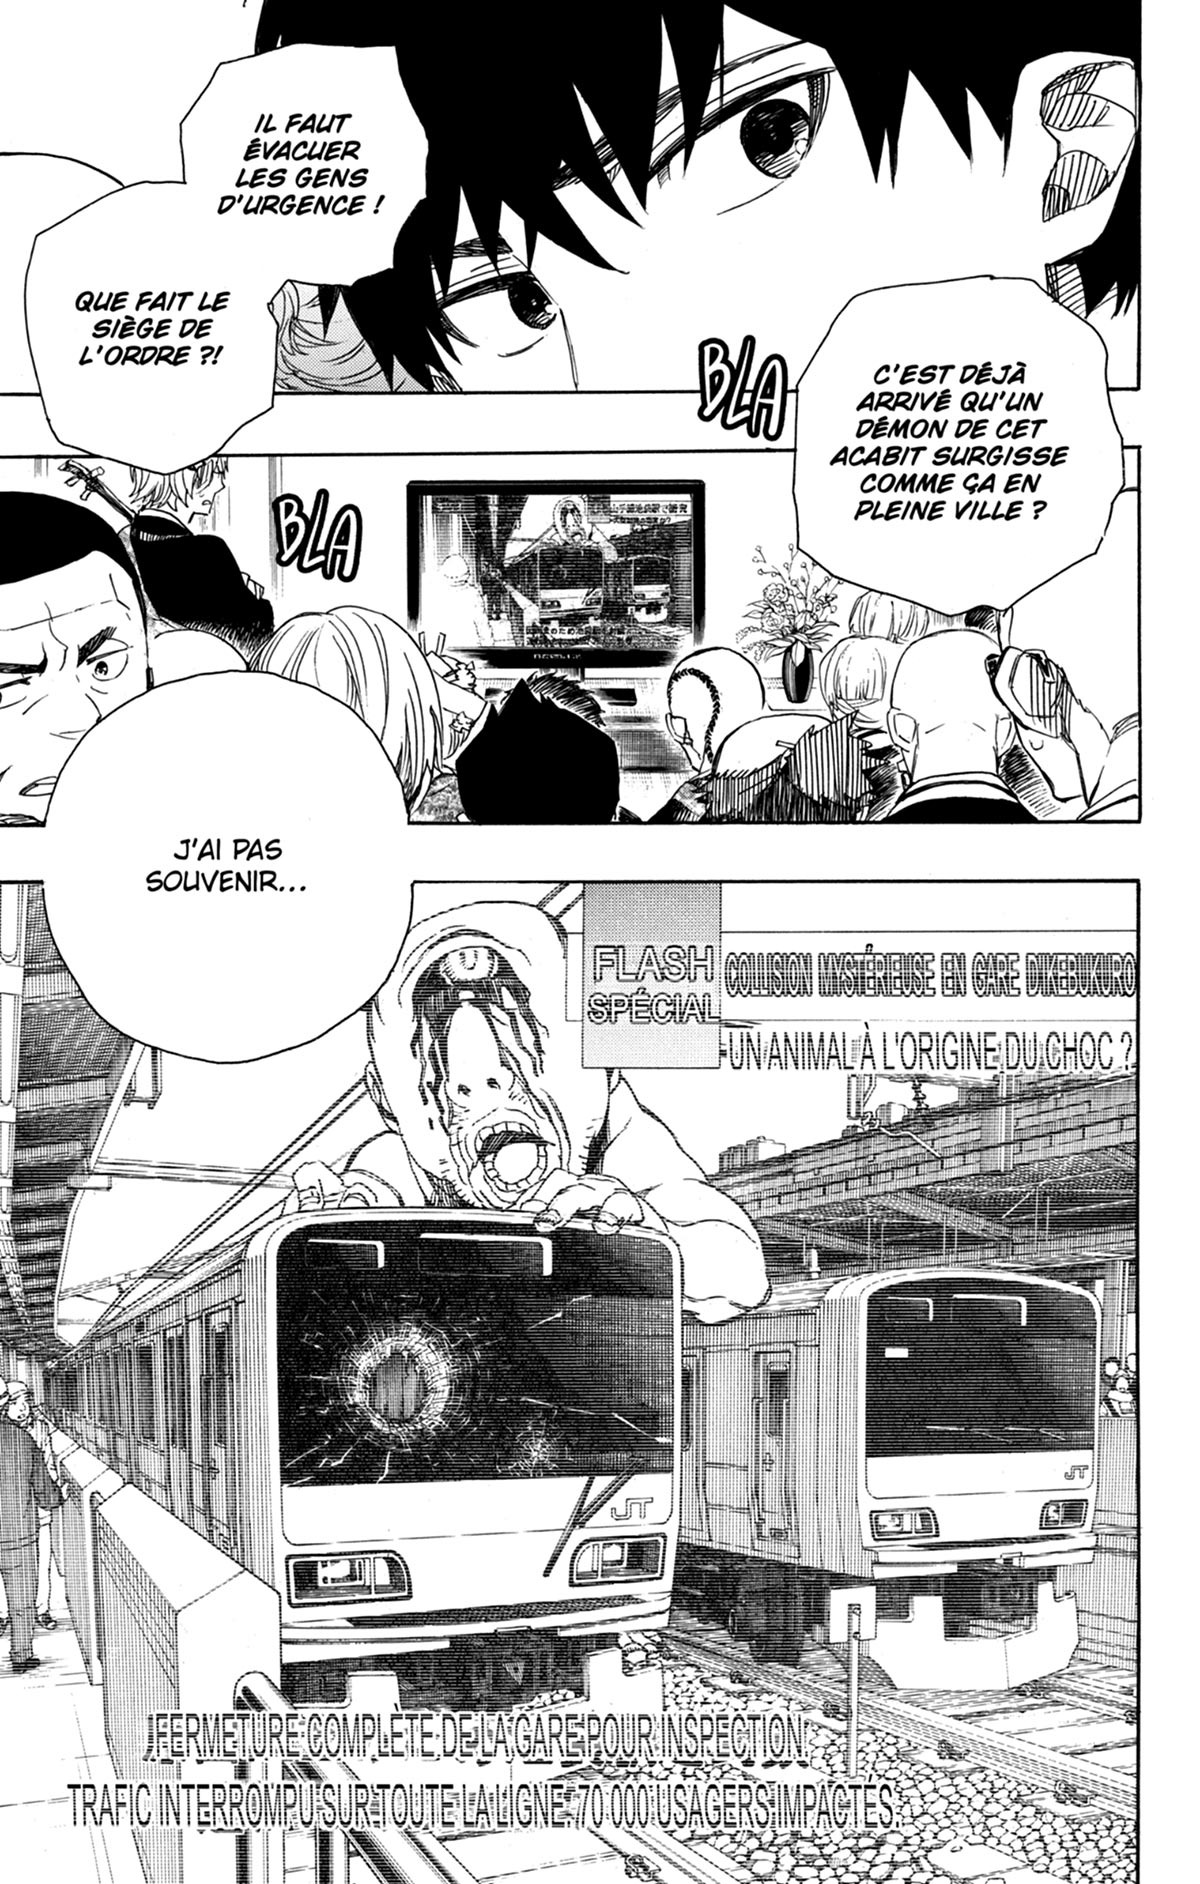 IL FAUT
ÉVACUER
LES GENS
D'URGENCE !
QUE FAIT LE
SIÈGE DE
L'ORDRE ?!
BLA
C'EST DÉJÀ
ARRIVÉ QU'UN
DÉMON DE CET
ACABIT SURGISSE
COMME ÇA EN
PLEINE VILLE ?
BLA
J'AI PAS
SOUVENIR...
FLASH
SPÉCIAL
COLLISION MYSTÉRIEUSE EN GARE D'IKEBUKURO
UN ANIMAL À L'ORIGINE DU CHOC ?
JT
JT
FERMETURE COMPLÈTE DE LA GARE POUR INSPECTION
TRAFIC INTERROMPU SUR TOUTE LA LIGNE. 70 000 USAGERS IMPACTÉS.